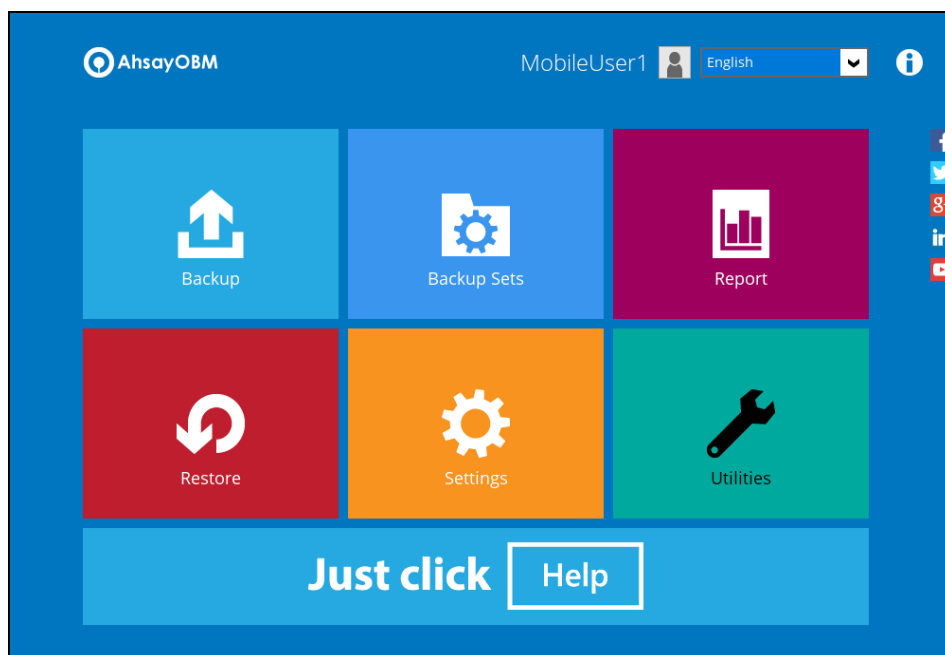 AhsayOBM
MobileUser1
English
Backup
Backup Sets
Report
Restore
Settings
Utilities
Just click Help